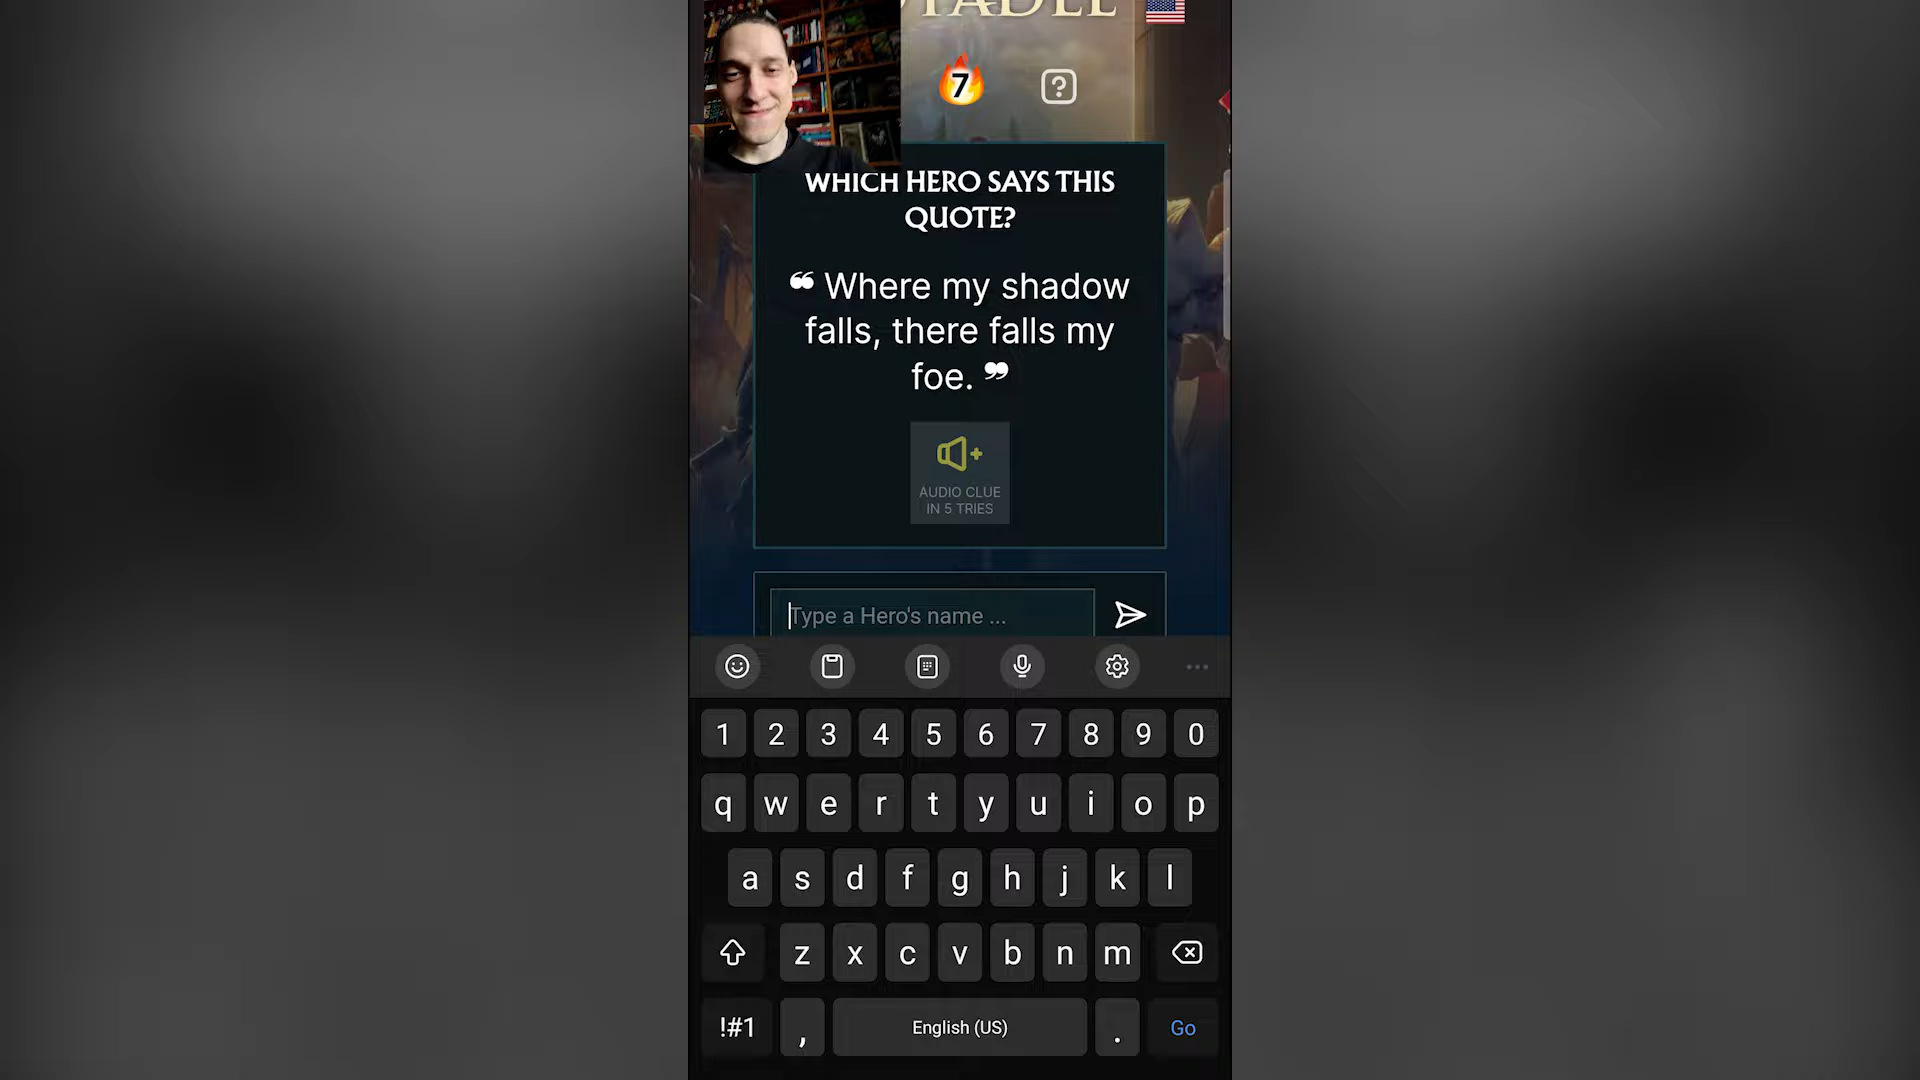 7
?
WHICH HERO SAYS THIS
QUOTE?
❝ Where my shadow
falls, there falls my
foe. ❞
AUDIO CLUE
IN 5 TRIES
Type a Hero's name ...
1 2 3 4 5 6 7 8 9 0
q w e r t y u i o p
a s d f g h j k l
z x c v b n m
!#1 , English (US) . Go